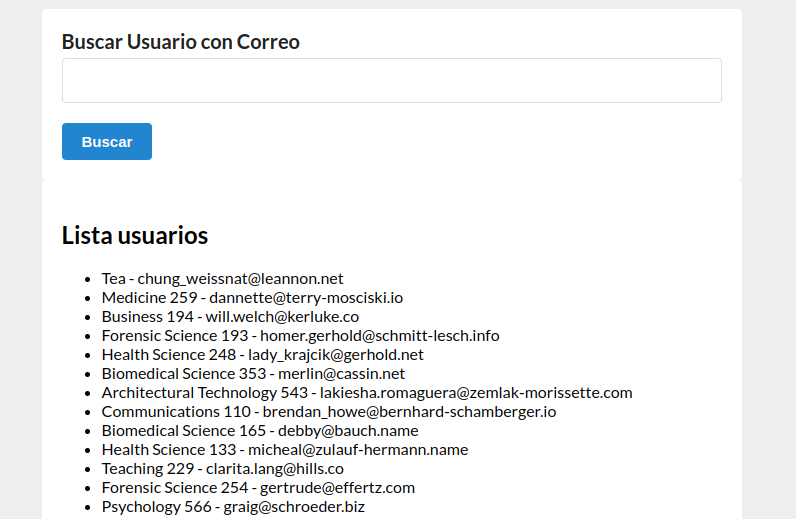 Buscar Usuario con Correo
Buscar
Lista usuarios
Tea - chung_weissnat@leannon.net
Medicine 259 - dannette@terry-mosciski.io
Business 194 - will.welch@kerluke.co
Forensic Science 193 - homer.gerhold@schmitt-lesch.info
Health Science 248 - lady_krajcik@gerhold.net
Biomedical Science 353 - merlin@cassin.net
Architectural Technology 543 - lakiesha.romaguera@zemlak-morissette.com
Communications 110 - brendan_howe@bernhard-schamberger.io
Biomedical Science 165 - debby@bauch.name
Health Science 133 - micheal@zulauf-hermann.name
Teaching 229 - clarita.lang@hills.co
Forensic Science 254 - gertrude@effertz.com
Psychology 566 - graig@schroeder.biz